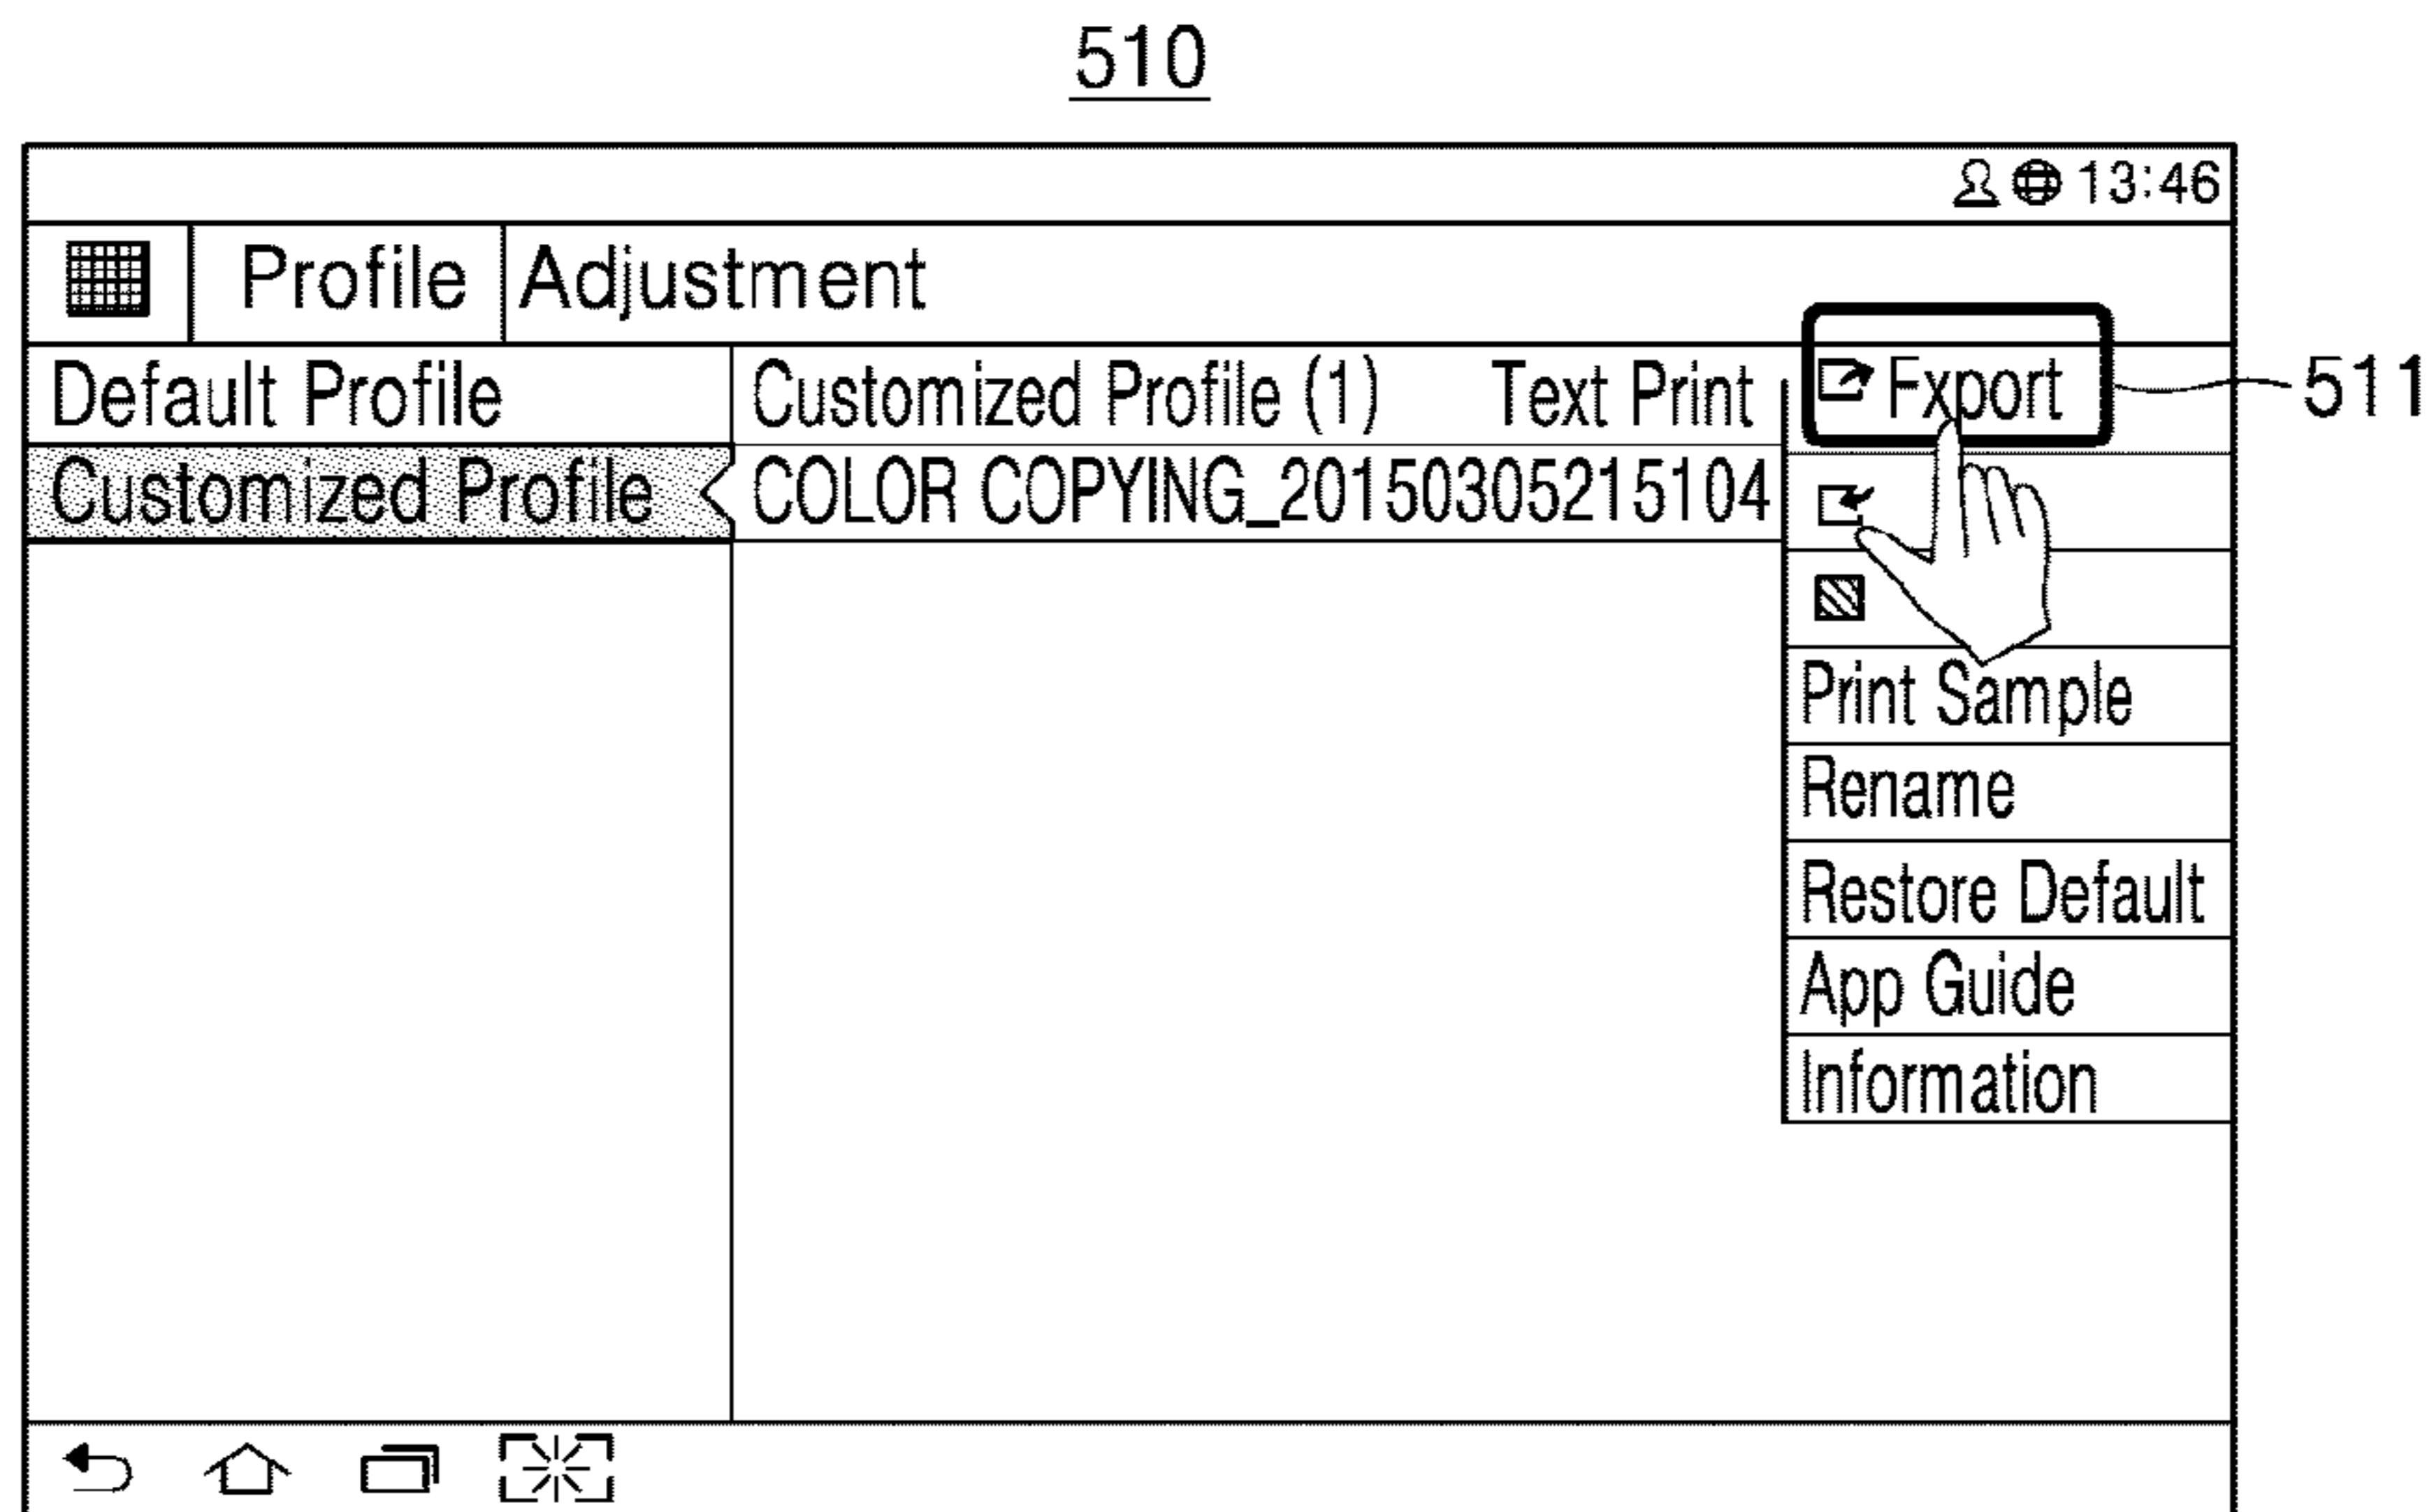 510
13:46
Profile Adjustment
Default Profile
Customized Profile
Customized Profile (1) Text Print
COLOR COPYING_20150305215104
Export
511
Print Sample
Rename
Restore Default
App Guide
Information